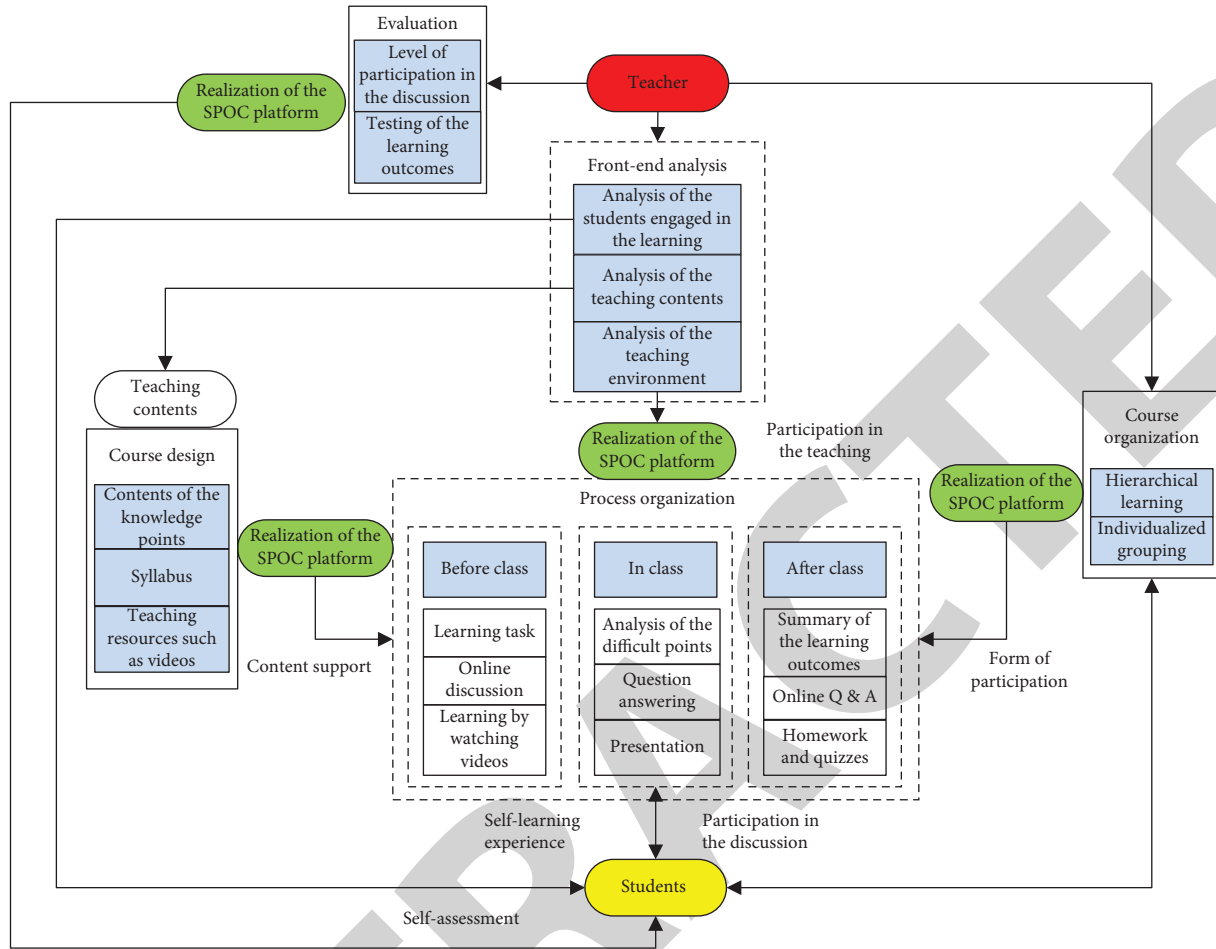 Evaluation
Level of
participation in
the discussion
Testing of the
learning
outcomes
Realization of the
SPOC platform
Teacher
Front-end analysis
Analysis of the
students engaged in
the learning
Analysis of the
teaching contents
Analysis of the
teaching
environment
Teaching
contents
Course design
Contents of the
knowledge
points
Syllabus
Teaching
resources such
as videos
Realization of the
SPOC platform
Content support
Realization of the
SPOC platform
Participation in
the teaching
Process organization
Before class
Learning task
Online
discussion
Learning by
watching
videos
In class
Analysis of the
difficult points
Question
answering
Presentation
After class
Summary of
the learning
outcomes
Online Q & A
Homework
and quizzes
Realization of the
SPOC platform
Form of
participation
Course
organization
Hierarchical
learning
Individualized
grouping
Self-learning
experience
Participation in
the discussion
Students
Self-assessment
TRACTED